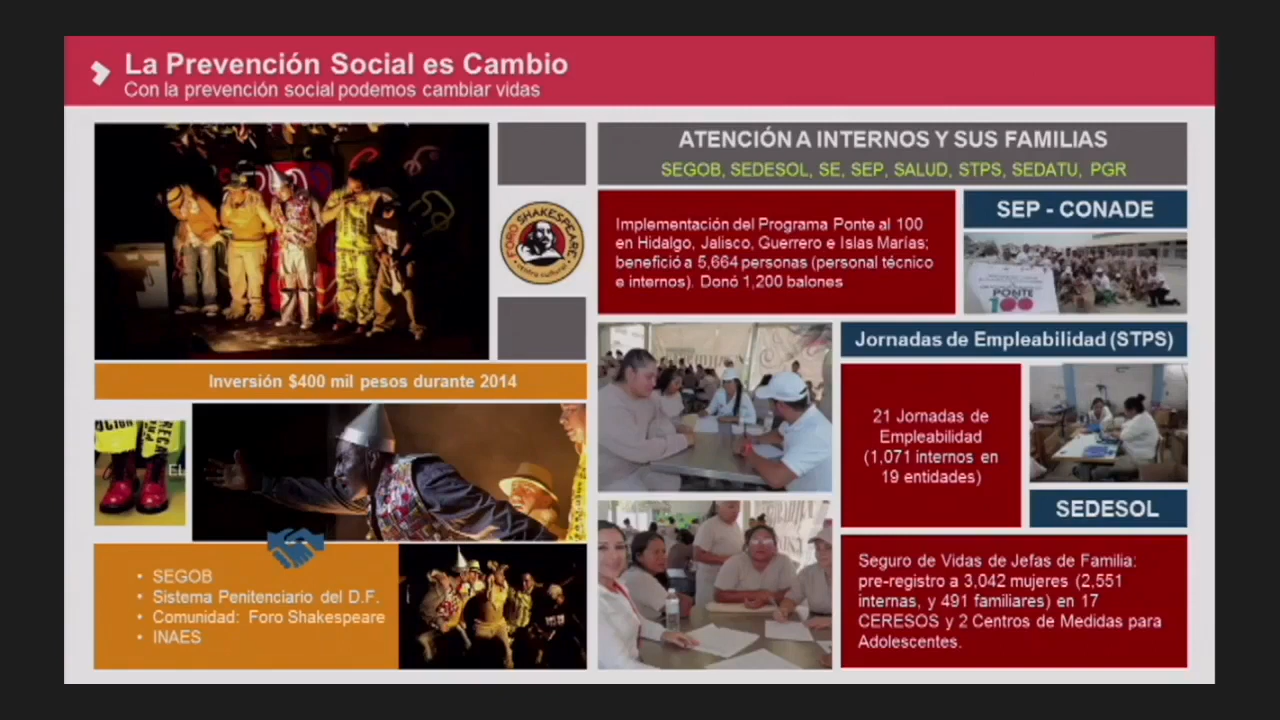 La Prevención Social es Cambio
Con la prevención social podemos cambiar vidas
FORO SHAKESPEARE
centro cultural
Inversión $400 mil pesos durante 2014
• SEGOB
• Sistema Penitenciario del D.F.
• Comunidad: Foro Shakespeare
• INAES
ATENCIÓN A INTERNOS Y SUS FAMILIAS
SEGOB, SEDESOL, SE, SEP, SALUD, STPS, SEDATU, PGR
Implementación del Programa Ponte al 100
en Hidalgo, Jalisco, Guerrero e Islas Marías;
benefició a 5,664 personas (personal técnico
e internos). Donó 1,200 balones
SEP - CONADE
PONTE
100
Jornadas de Empleabilidad (STPS)
21 Jornadas de
Empleabilidad
(1,071 internos en
19 entidades)
SEDESOL
Seguro de Vidas de Jefas de Familia:
pre-registro a 3,042 mujeres (2,551
internas, y 491 familiares) en 17
CERESOS y 2 Centros de Medidas para
Adolescentes.